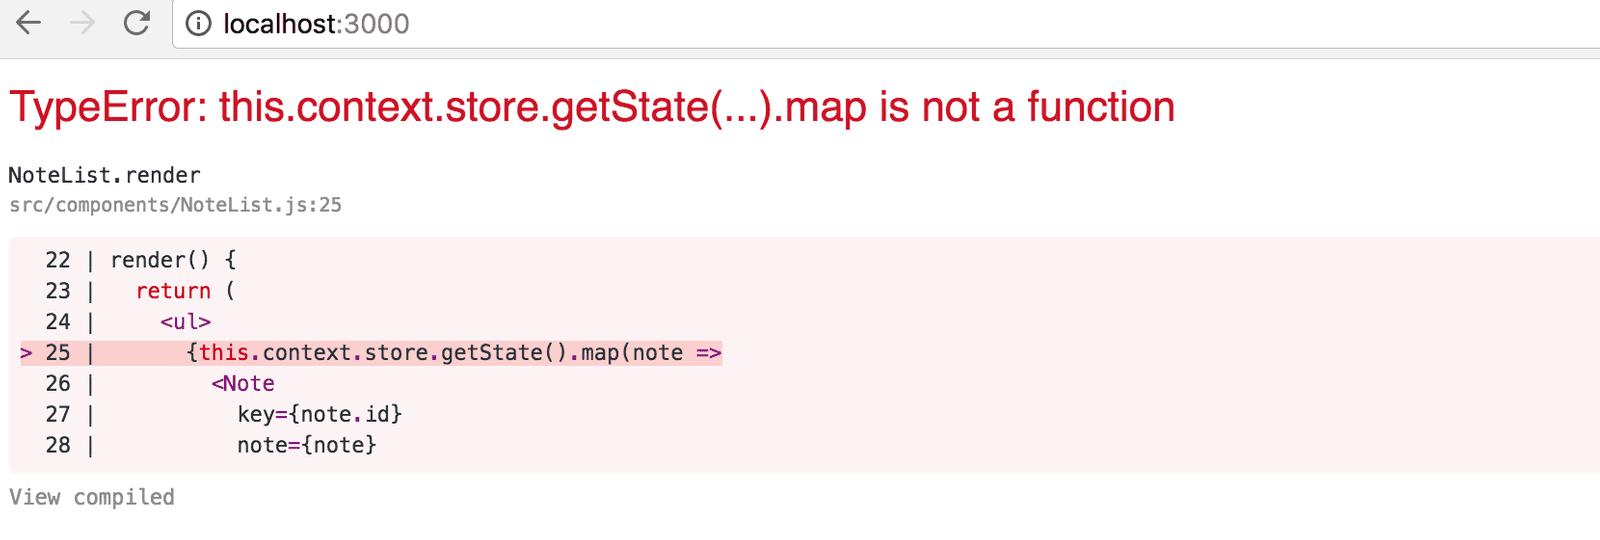 localhost:3000
TypeError: this.context.store.getState(...).map is not a function
NoteList.render
src/components/NoteList.js:25
22 | render() {
23 |   return (
24 |     <ul>
> 25 |       {this.context.store.getState().map(note =>
26 |         <Note
27 |           key={note.id}
28 |           note={note}
View compiled